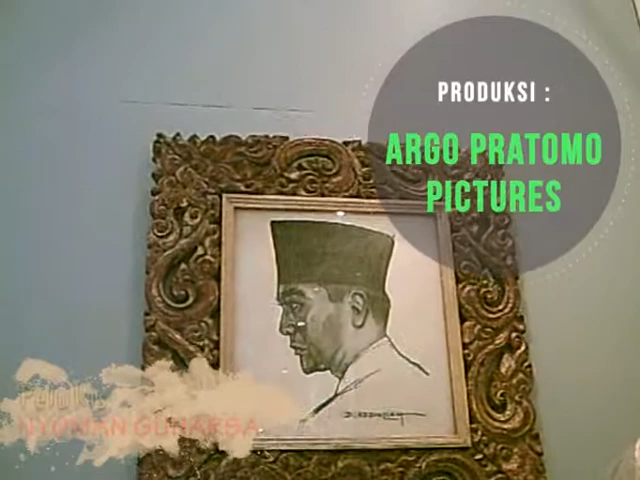 PRODUKSI :
ARGO PRATOMO
PICTURES
NYOMAN GUNARSA